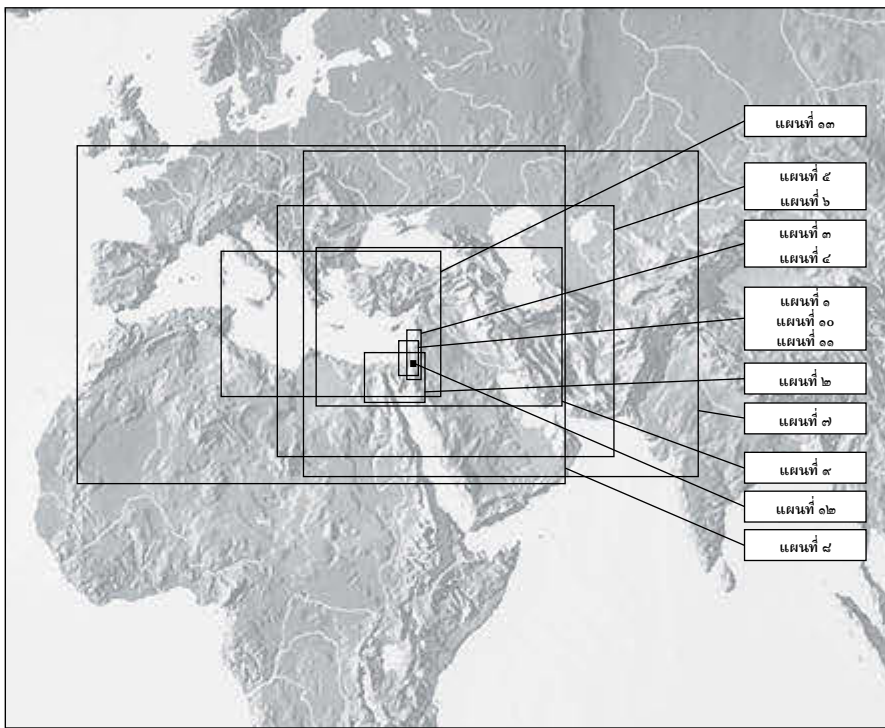 แผนที่ ๑๓
แผนที่ ๕
แผนที่ ๖
แผนที่ ๓
แผนที่ ๔
แผนที่ ๑
แผนที่ ๑๐
แผนที่ ๑๑
แผนที่ ๒
แผนที่ ๗
แผนที่ ๙
แผนที่ ๑๒
แผนที่ ๘